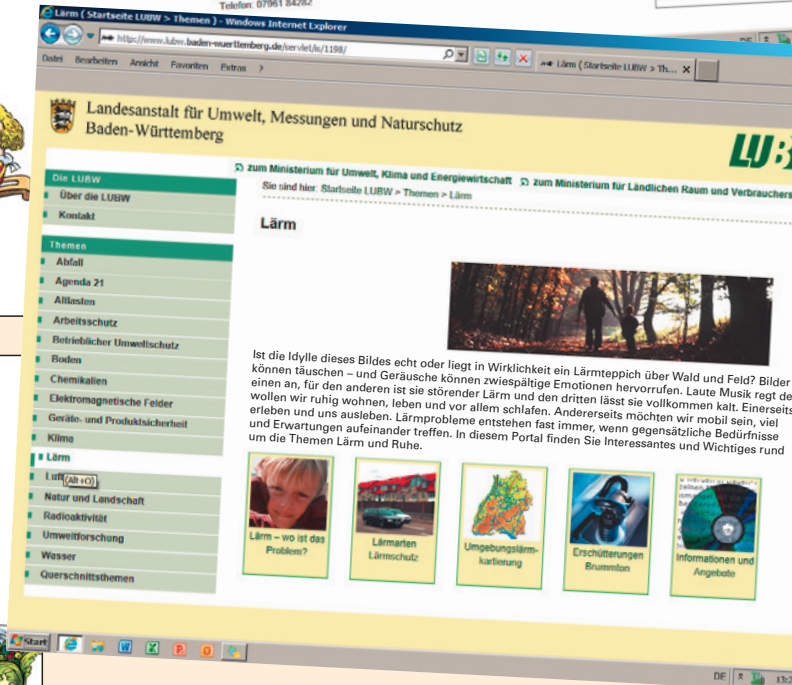 Telefon: 07961 84282
Lärm ( Startseite LUBW > Themen ) - Windows Internet Explorer
http://www.lubw.baden-wuerttemberg.de/servlet/is/1198/
Lärm ( Startseite LUBW > Th...
Datei Bearbeiten Ansicht Favoriten Extras ?
Landesanstalt für Umwelt, Messungen und Naturschutz
Baden-Württemberg
zum Ministerium für Umwelt, Klima und Energiewirtschaft zum Ministerium für Ländlichen Raum und Verbrauchers
Sie sind hier: Startseite LUBW > Themen > Lärm
Die LUBW
Über die LUBW
Kontakt
Themen
Abfall
Agenda 21
Altlasten
Arbeitsschutz
Betrieblicher Umweltschutz
Boden
Chemikalien
Elektromagnetische Felder
Geräte- und Produktsicherheit
Klima
Lärm
Luft (Alt+O)
Natur und Landschaft
Radioaktivität
Umweltforschung
Wasser
Querschnittsthemen
Lärm
Ist die Idylle dieses Bildes echt oder liegt in Wirklichkeit ein Lärmteppich über Wald und Feld? Bilder
können täuschen – und Geräusche können zwiespältige Emotionen hervorrufen. Laute Musik regt de
einen an, für den anderen ist sie störender Lärm und den dritten lässt sie vollkommen kalt. Einerseits
wollen wir ruhig wohnen, leben und vor allem schlafen. Andererseits möchten wir mobil sein, viel
erleben und uns ausleben. Lärmprobleme entstehen fast immer, wenn gegensätzliche Bedürfnisse
und Erwartungen aufeinander treffen. In diesem Portal finden Sie Interessantes und Wichtiges rund
um die Themen Lärm und Ruhe.
Lärm – wo ist das
Problem?
Lärmarten
Lärmschutz
Umgebungslärm-
kartierung
Erschütterungen
Brummton
Informationen und
Angebote
Start
DE